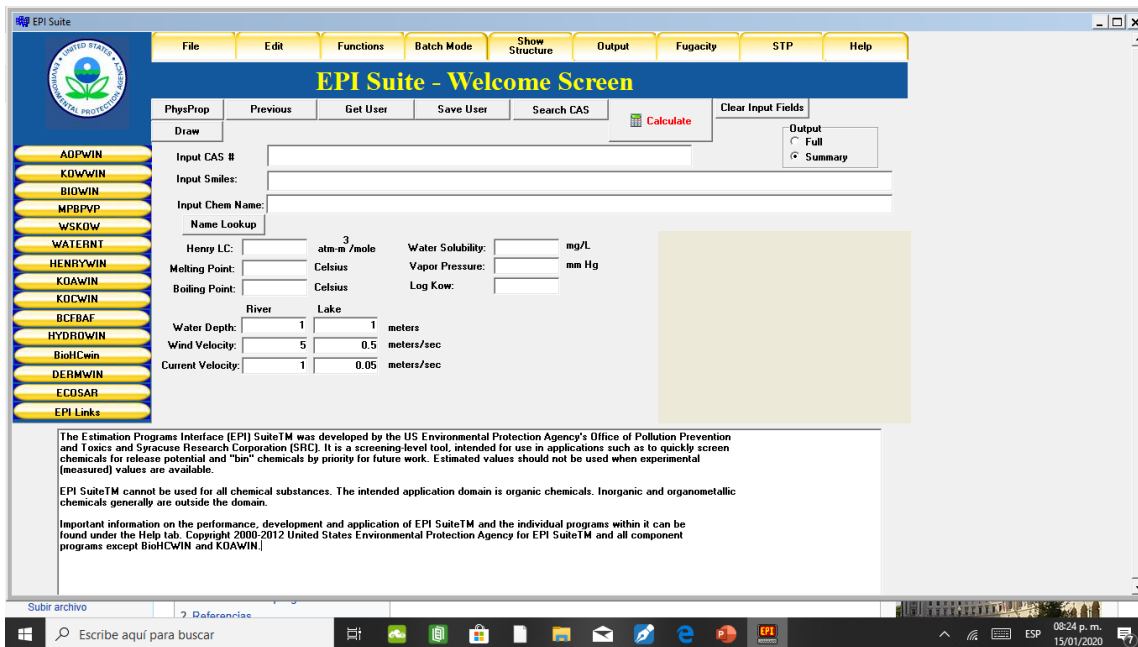 EPI Suite
UNITED STATES
ENVIRONMENTAL PROTECTION AGENCY
File Edit Functions Batch Mode Show Structure Output Fugacity STP Help
EPI Suite - Welcome Screen
PhysProp Previous Get User Save User Search CAS Calculate Clear Input Fields
Draw
Output
Full
Summary
AOPWIN
KOWWIN
BIOWIN
MPBPVP
WSKOW
WATERNT
HENRYWIN
KOAWIN
KOCWIN
BCFBAF
HYDROWIN
BioHCwin
DERMWIN
ECOSAR
EPI Links
Input CAS #
Input Smiles:
Input Chem Name:
Name Lookup
Henry LC: atm-m3/mole Water Solubility: mg/L
Melting Point: Celsius Vapor Pressure: mm Hg
Boiling Point: Celsius Log Kow:
River Lake
Water Depth: 1 1 meters
Wind Velocity: 5 0.5 meters/sec
Current Velocity: 1 0.05 meters/sec
The Estimation Programs Interface (EPI) SuiteTM was developed by the US Environmental Protection Agency's Office of Pollution Prevention
and Toxics and Syracuse Research Corporation (SRC). It is a screening-level tool, intended for use in applications such as to quickly screen
chemicals for release potential and "bin" chemicals by priority for future work. Estimated values should not be used when experimental
(measured) values are available.
EPI SuiteTM cannot be used for all chemical substances. The intended application domain is organic chemicals. Inorganic and organometallic
chemicals generally are outside the domain.
Important information on the performance, development and application of EPI SuiteTM and the individual programs within it can be
found under the Help tab. Copyright 2000-2012 United States Environmental Protection Agency for EPI SuiteTM and all component
programs except BioHCWIN and KOAWIN.
Subir archivo
2 Referencias
Escribe aquí para buscar
EPI
ESP
08:24 p. m.
15/01/2020
7